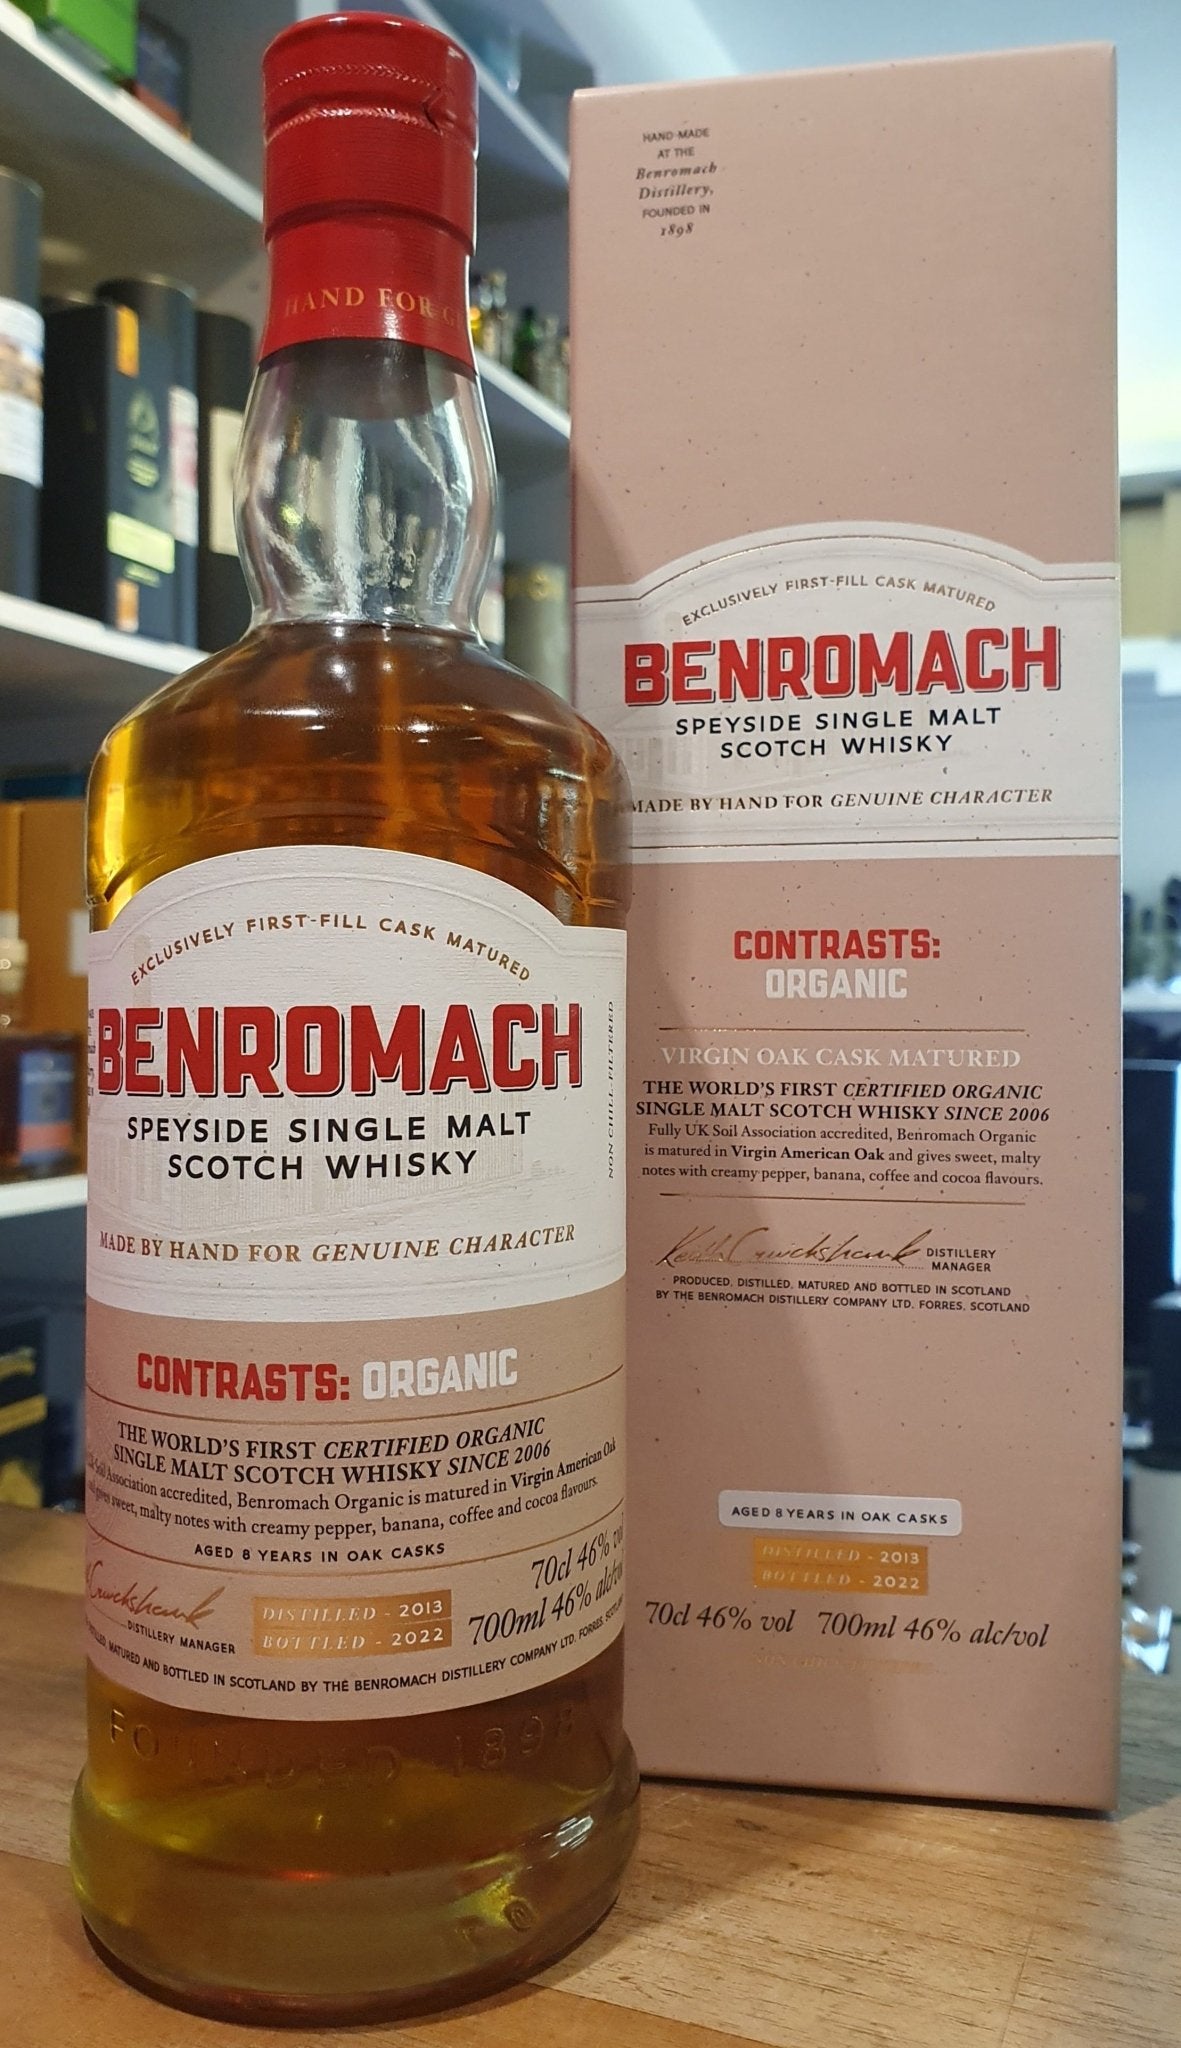 HAND FOR G
EXCLUSIVELY FIRST-FILL CASK MATURED
BENROMACH
SPEYSIDE SINGLE MALT
SCOTCH WHISKY
MADE BY HAND FOR GENUINE CHARACTER
NON CHILL-FILTERED
CONTRASTS: ORGANIC
THE WORLD'S FIRST CERTIFIED ORGANIC
SINGLE MALT SCOTCH WHISKY SINCE 2006
Soil Association accredited, Benromach Organic is matured in Virgin American Oak
gives sweet, malty notes with creamy pepper, banana, coffee and cocoa flavours.
AGED 8 YEARS IN OAK CASKS
Cruickshank
DISTILLERY MANAGER
DISTILLED - 2013
BOTTLED - 2022
70cl 46% vol
700ml 46% alc/vol
MATURED AND BOTTLED IN SCOTLAND BY THE BENROMACH DISTILLERY COMPANY LTD. FORRES, SCOTLAND
FOUNDED 1898
HAND-MADE
AT THE
Benromach
Distillery,
FOUNDED IN
1898
EXCLUSIVELY FIRST-FILL CASK MATURED
BENROMACH
SPEYSIDE SINGLE MALT
SCOTCH WHISKY
MADE BY HAND FOR GENUINE CHARACTER
CONTRASTS:
ORGANIC
VIRGIN OAK CASK MATURED
THE WORLD'S FIRST CERTIFIED ORGANIC
SINGLE MALT SCOTCH WHISKY SINCE 2006
Fully UK Soil Association accredited, Benromach Organic
is matured in Virgin American Oak and gives sweet, malty
notes with creamy pepper, banana, coffee and cocoa flavours.
Keith Cruickshank
DISTILLERY
MANAGER
PRODUCED, DISTILLED, MATURED AND BOTTLED IN SCOTLAND
BY THE BENROMACH DISTILLERY COMPANY LTD. FORRES, SCOTLAND
AGED 8 YEARS IN OAK CASKS
DISTILLED - 2013
BOTTLED - 2022
70cl 46% vol 700ml 46% alc/vol